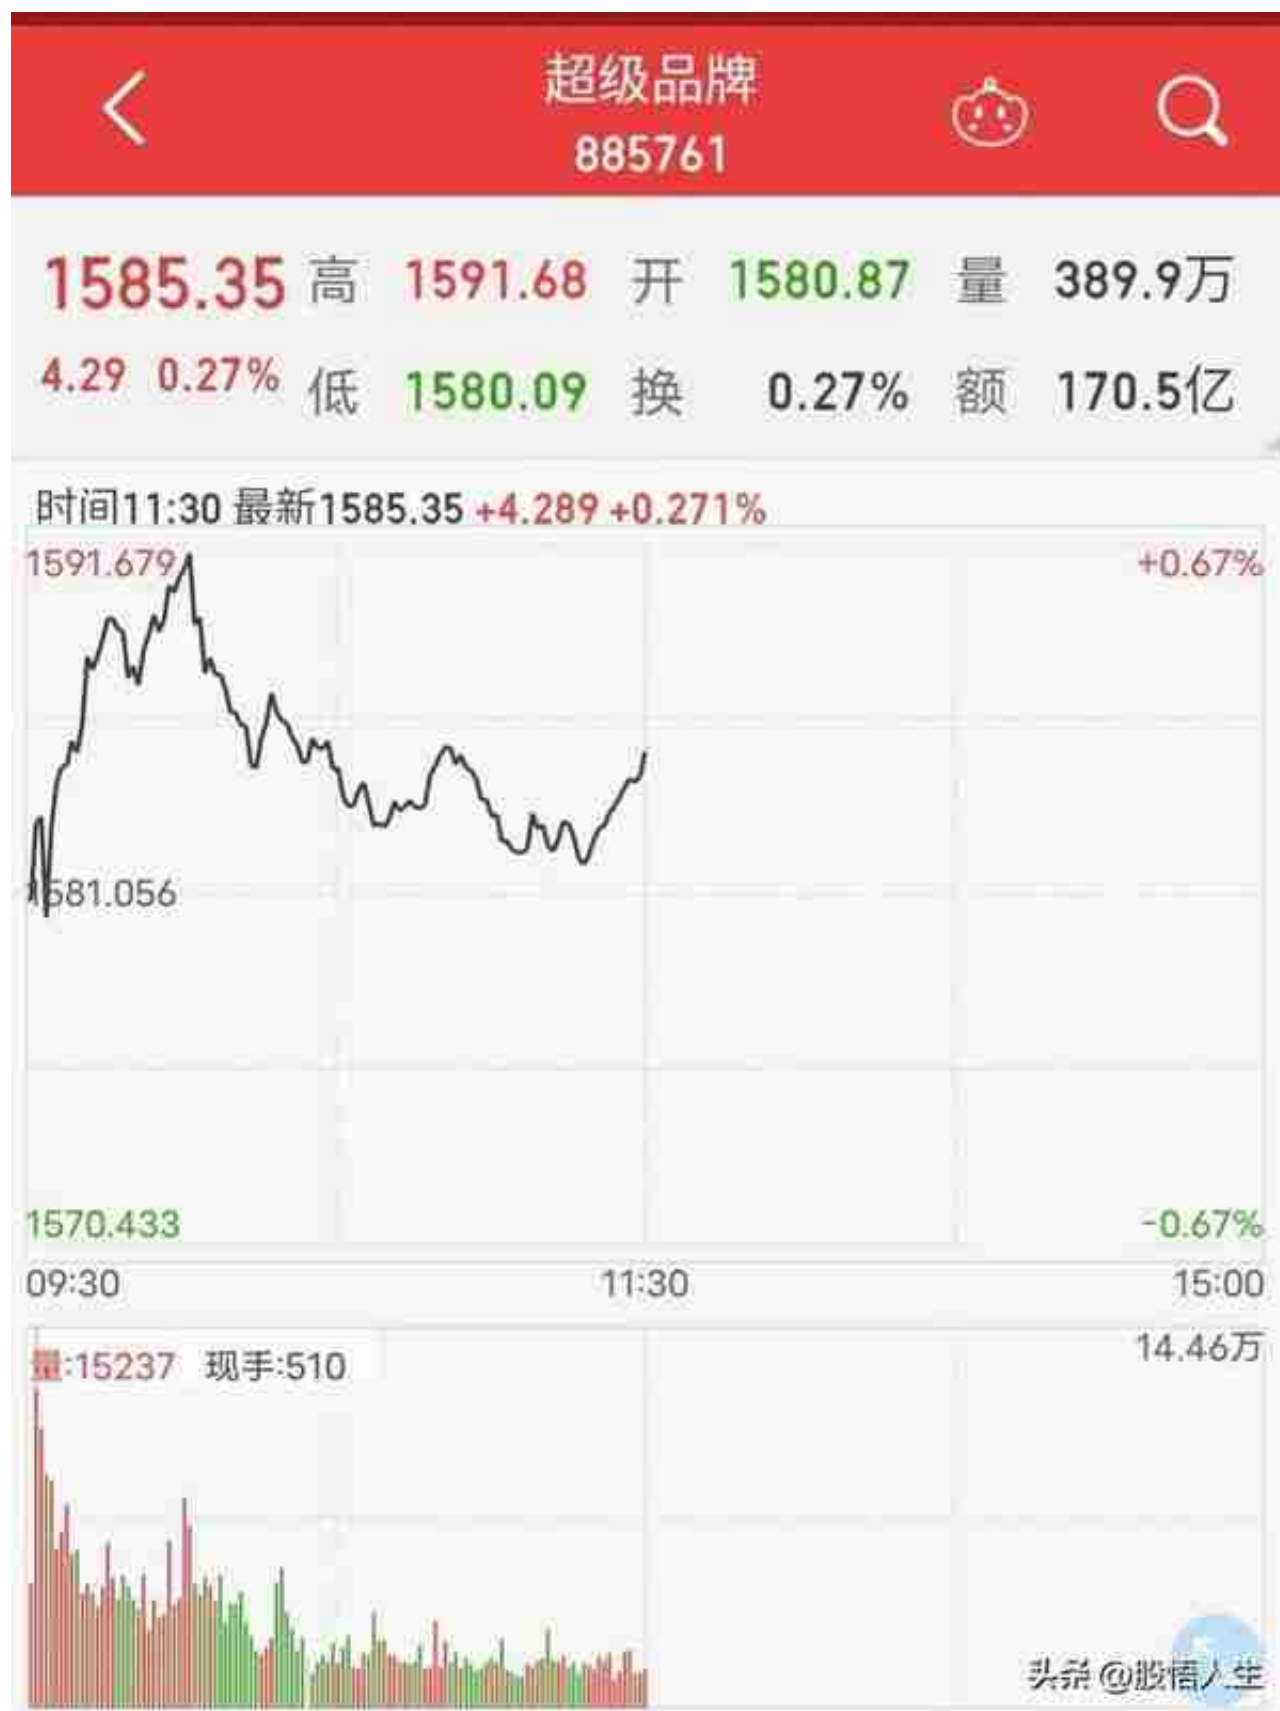 超级品牌
885761
1585.35 高 1591.68 开 1580.87 量 389.9万
4.29 0.27% 低 1580.09 换 0.27% 额 170.5亿
时间11:30 最新1585.35 +4.289 +0.271%
1591.679 +0.67%
1581.056
1570.433 -0.67%
09:30 11:30 15:00
量:15237 现手:510 14.46万
头条 @股悟人生